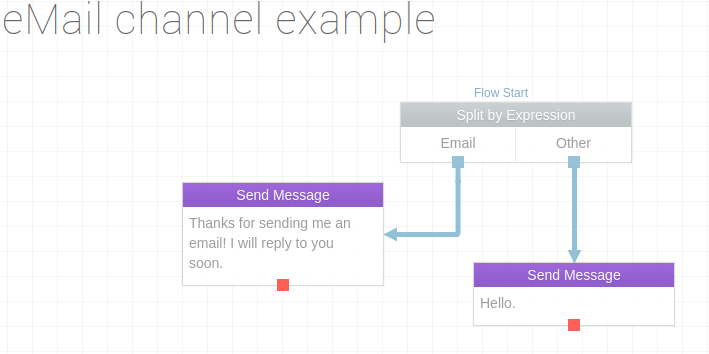 eMail channel example
Flow Start
Split by Expression
Email
Other
Send Message
Thanks for sending me an
email! I will reply to you
soon.
Send Message
Hello.